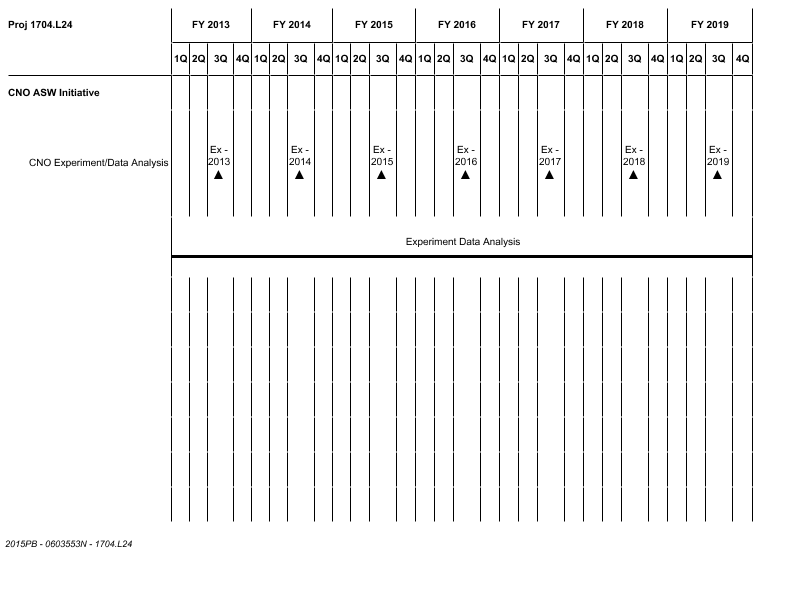 Proj 1704.L24 FY 2013 FY 2014 FY 2015 FY 2016 FY 2017 FY 2018 FY 2019
1Q 2Q 3Q 4Q 1Q 2Q 3Q 4Q 1Q 2Q 3Q 4Q 1Q 2Q 3Q 4Q 1Q 2Q 3Q 4Q 1Q 2Q 3Q 4Q 1Q 2Q 3Q 4Q
CNO ASW Initiative
Ex - Ex - Ex - Ex - Ex - Ex - Ex -
CNO Experiment/Data Analysis 2013 2014 2015 2016 2017 2018 2019
Experiment Data Analysis
2015PB - 0603553N - 1704.L24